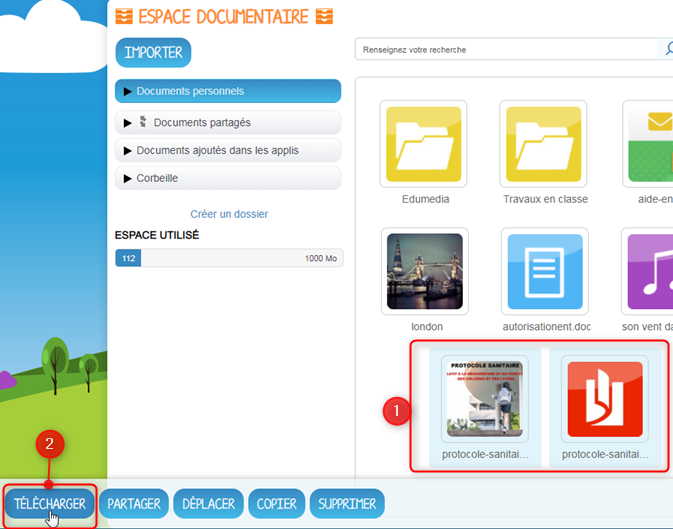 ESPACE DOCUMENTAIRE
IMPORTER
Renseignez votre recherche
Documents personnels
Documents partagés
Documents ajoutés dans les applis
Corbeille
Créer un dossier
ESPACE UTILISÉ
112
1000 Mo
Edumedia
Travaux en classe
aide-en
london
autorisationent.doc
son vent da
PROTOCOLE SANITAIRE
1
protocole-sanitai...
protocole-sanitai...
2
TÉLÉCHARGER
PARTAGER
DÉPLACER
COPIER
SUPPRIMER